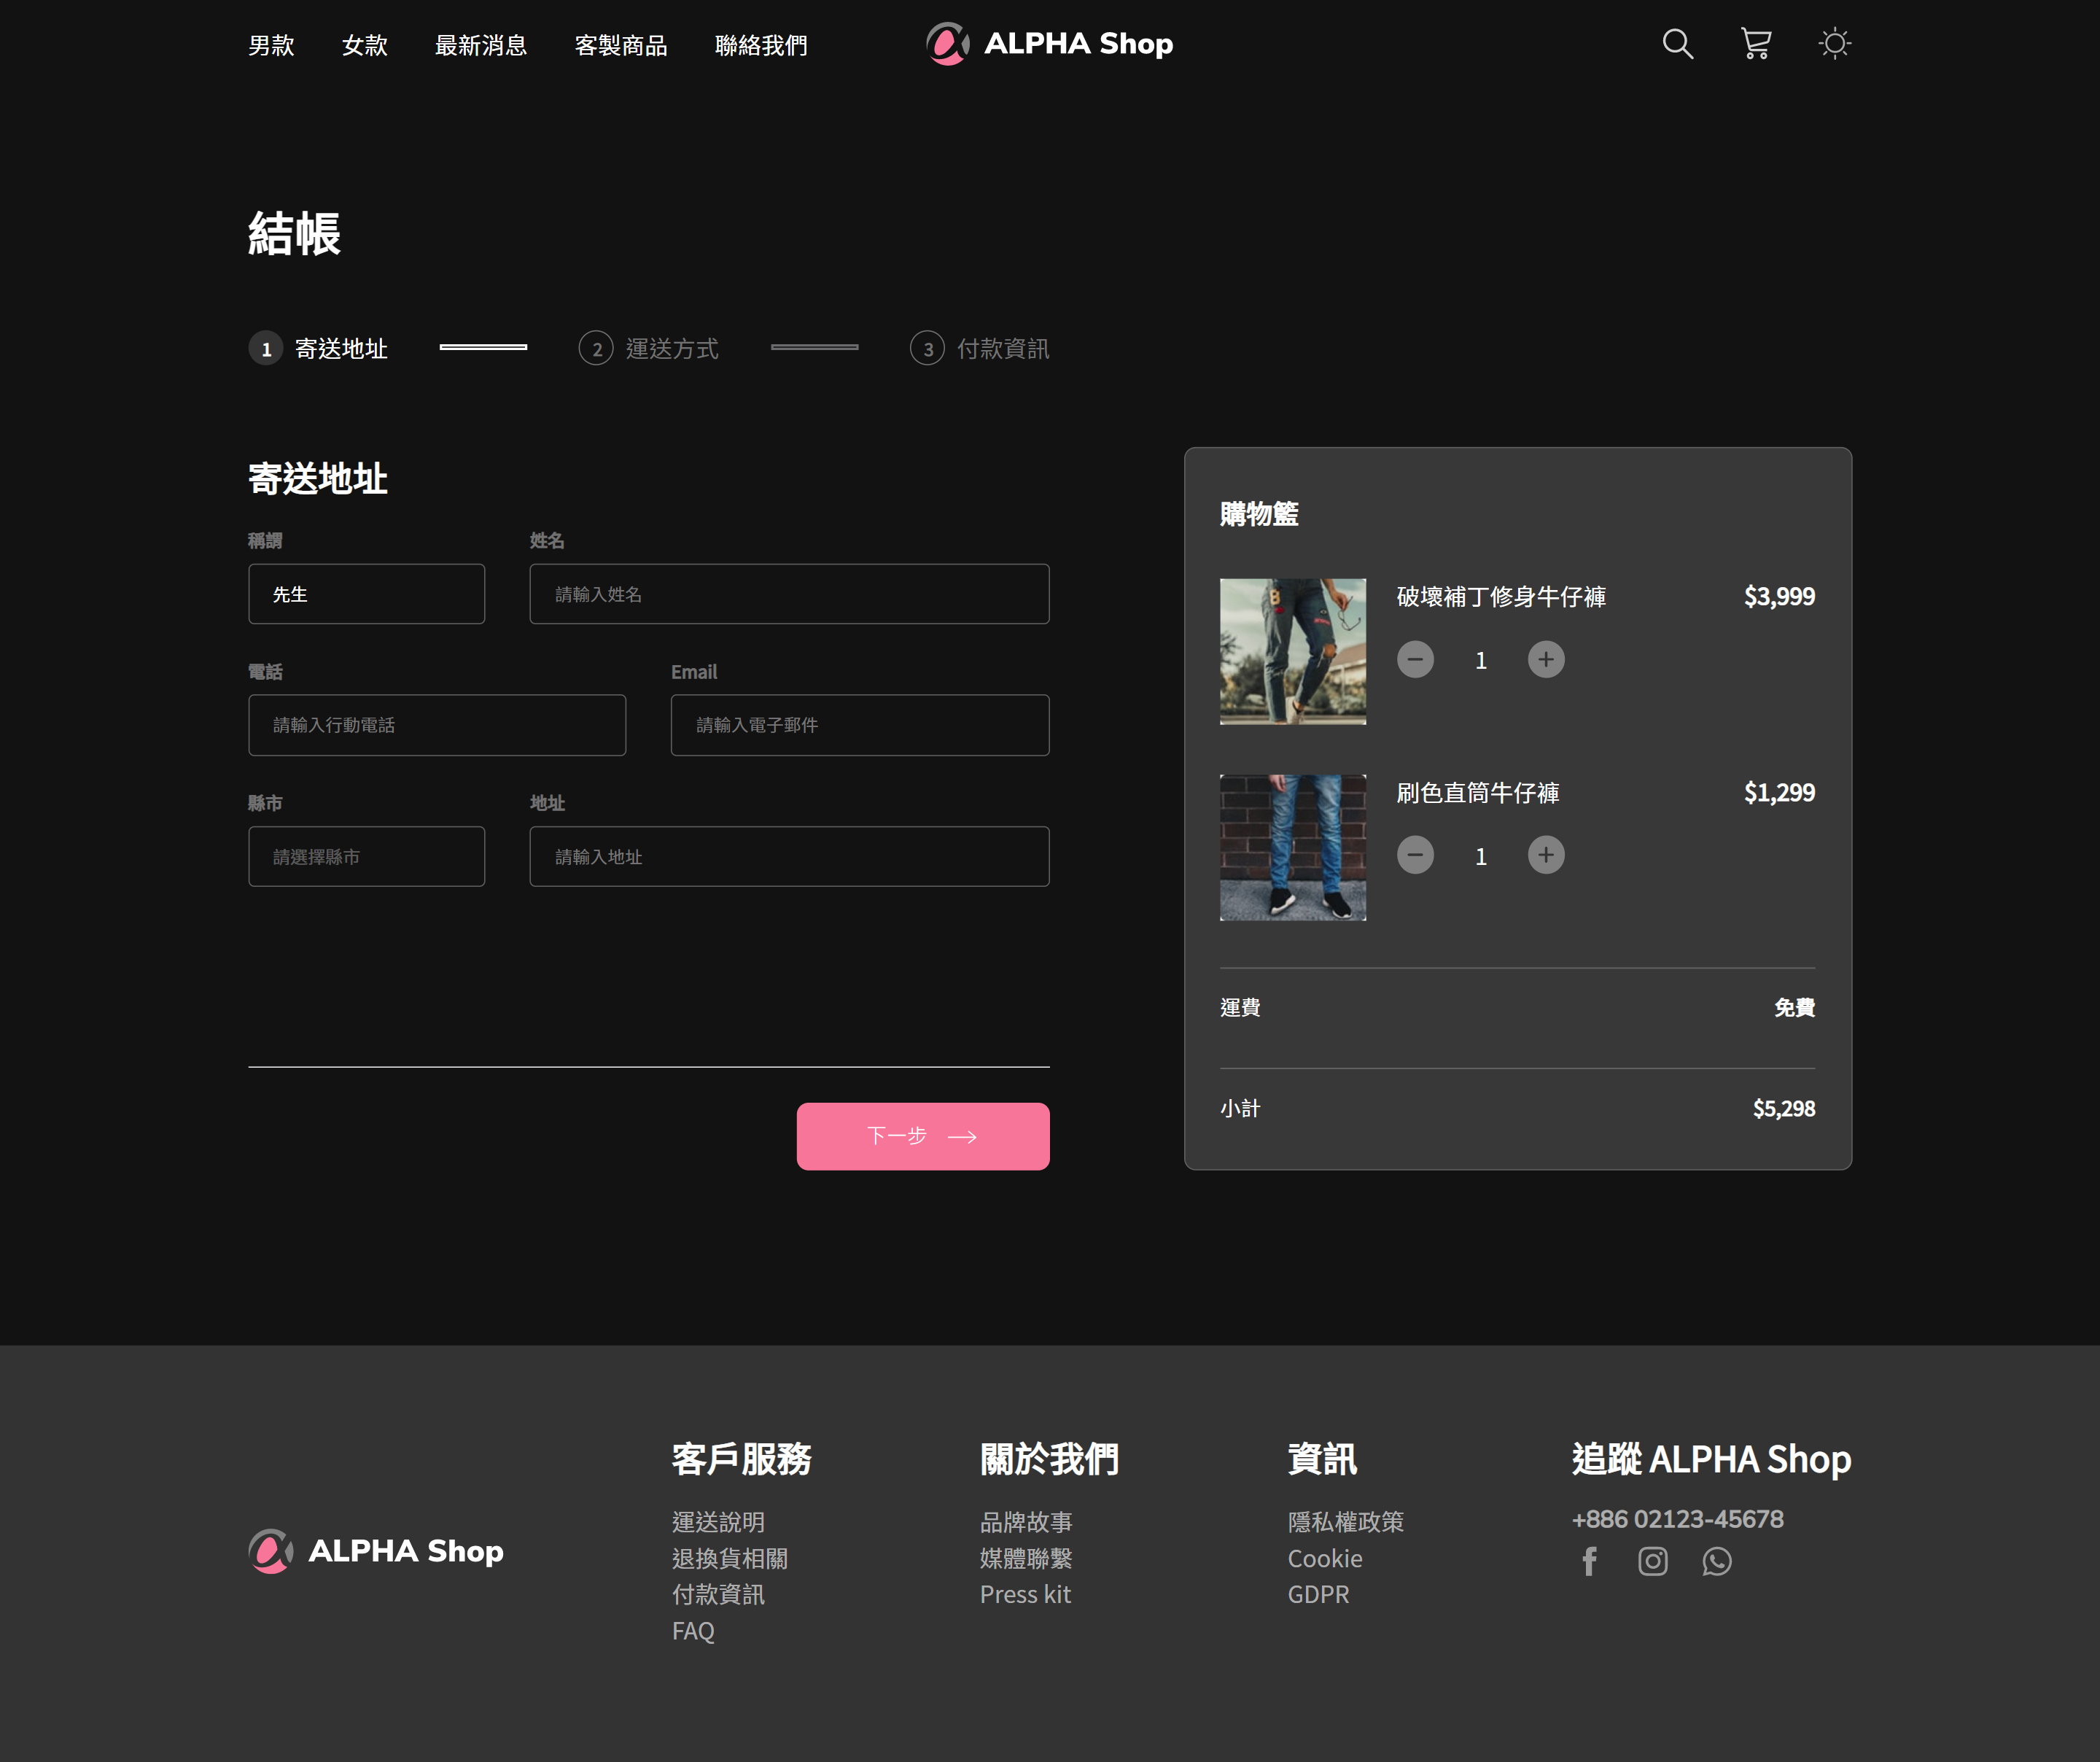 男款 女款 最新消息 客製商品 聯絡我們 ALPHA Shop
結帳
1 寄送地址 2 運送方式 3 付款資訊
寄送地址
稱謂 姓名
先生 請輸入姓名
電話 Email
請輸入行動電話 請輸入電子郵件
縣市 地址
請選擇縣市 請輸入地址
下一步
購物籃
破壞補丁修身牛仔褲 $3,999
1
刷色直筒牛仔褲 $1,299
1
運費 免費
小計 $5,298
ALPHA Shop
客戶服務
運送說明
退換貨相關
付款資訊
FAQ
關於我們
品牌故事
媒體聯繫
Press kit
資訊
隱私權政策
Cookie
GDPR
追蹤 ALPHA Shop
+886 02123-45678